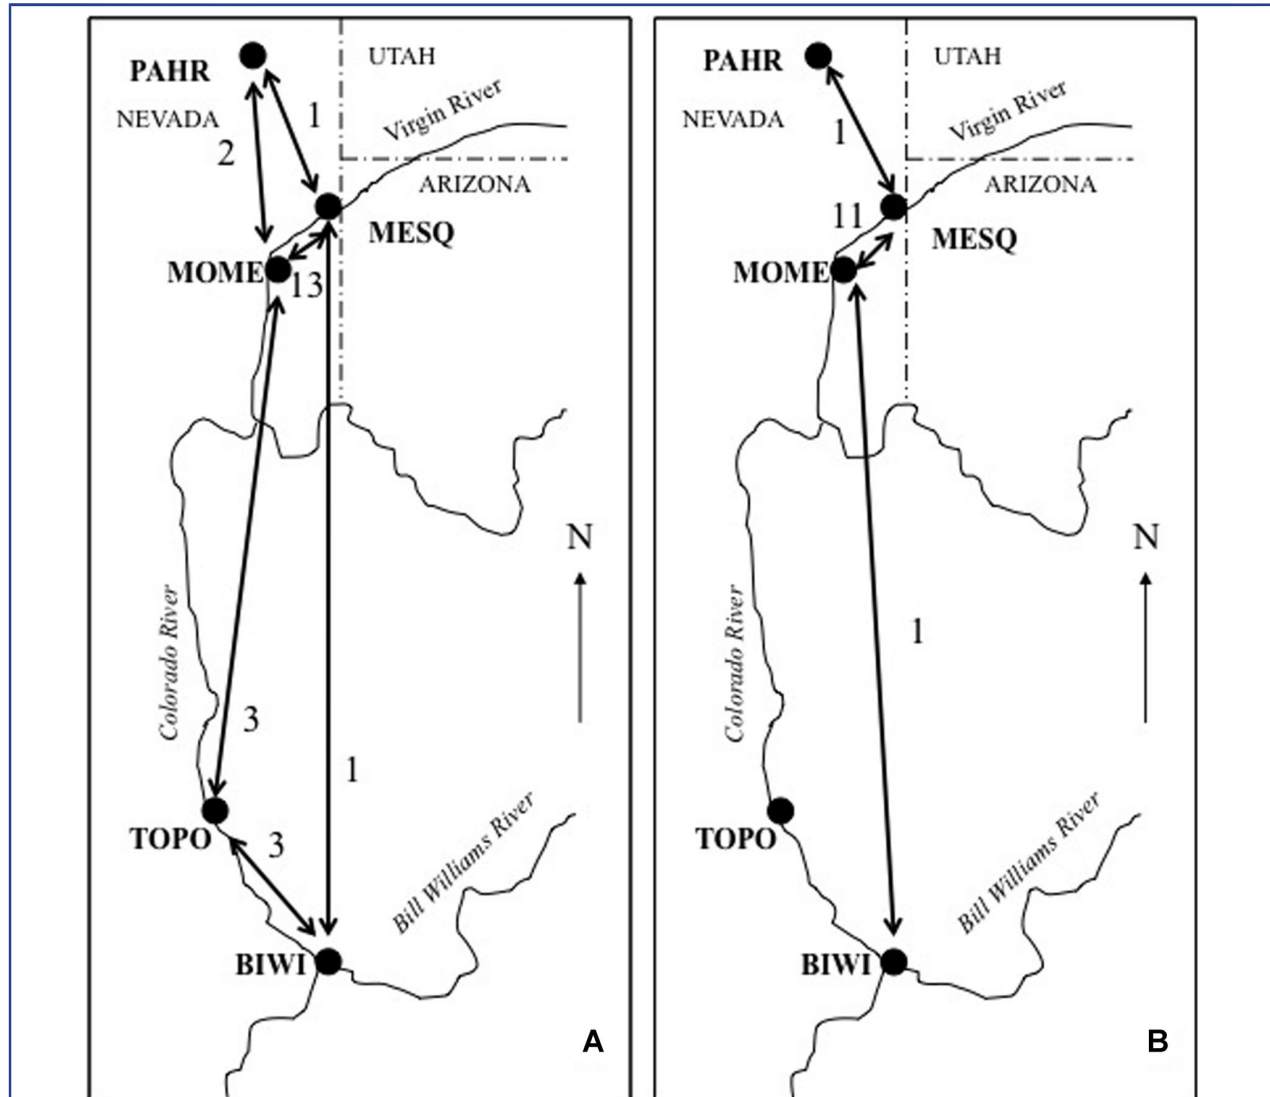 PAHR
UTAH
NEVADA
1
2
Virgin River
ARIZONA
MESQ
MOME
13
N
Colorado River
3
1
TOPO
3
Bill Williams River
BIWI
A
PAHR
UTAH
NEVADA
1
Virgin River
ARIZONA
11
MESQ
MOME
N
Colorado River
1
TOPO
Bill Williams River
BIWI
B